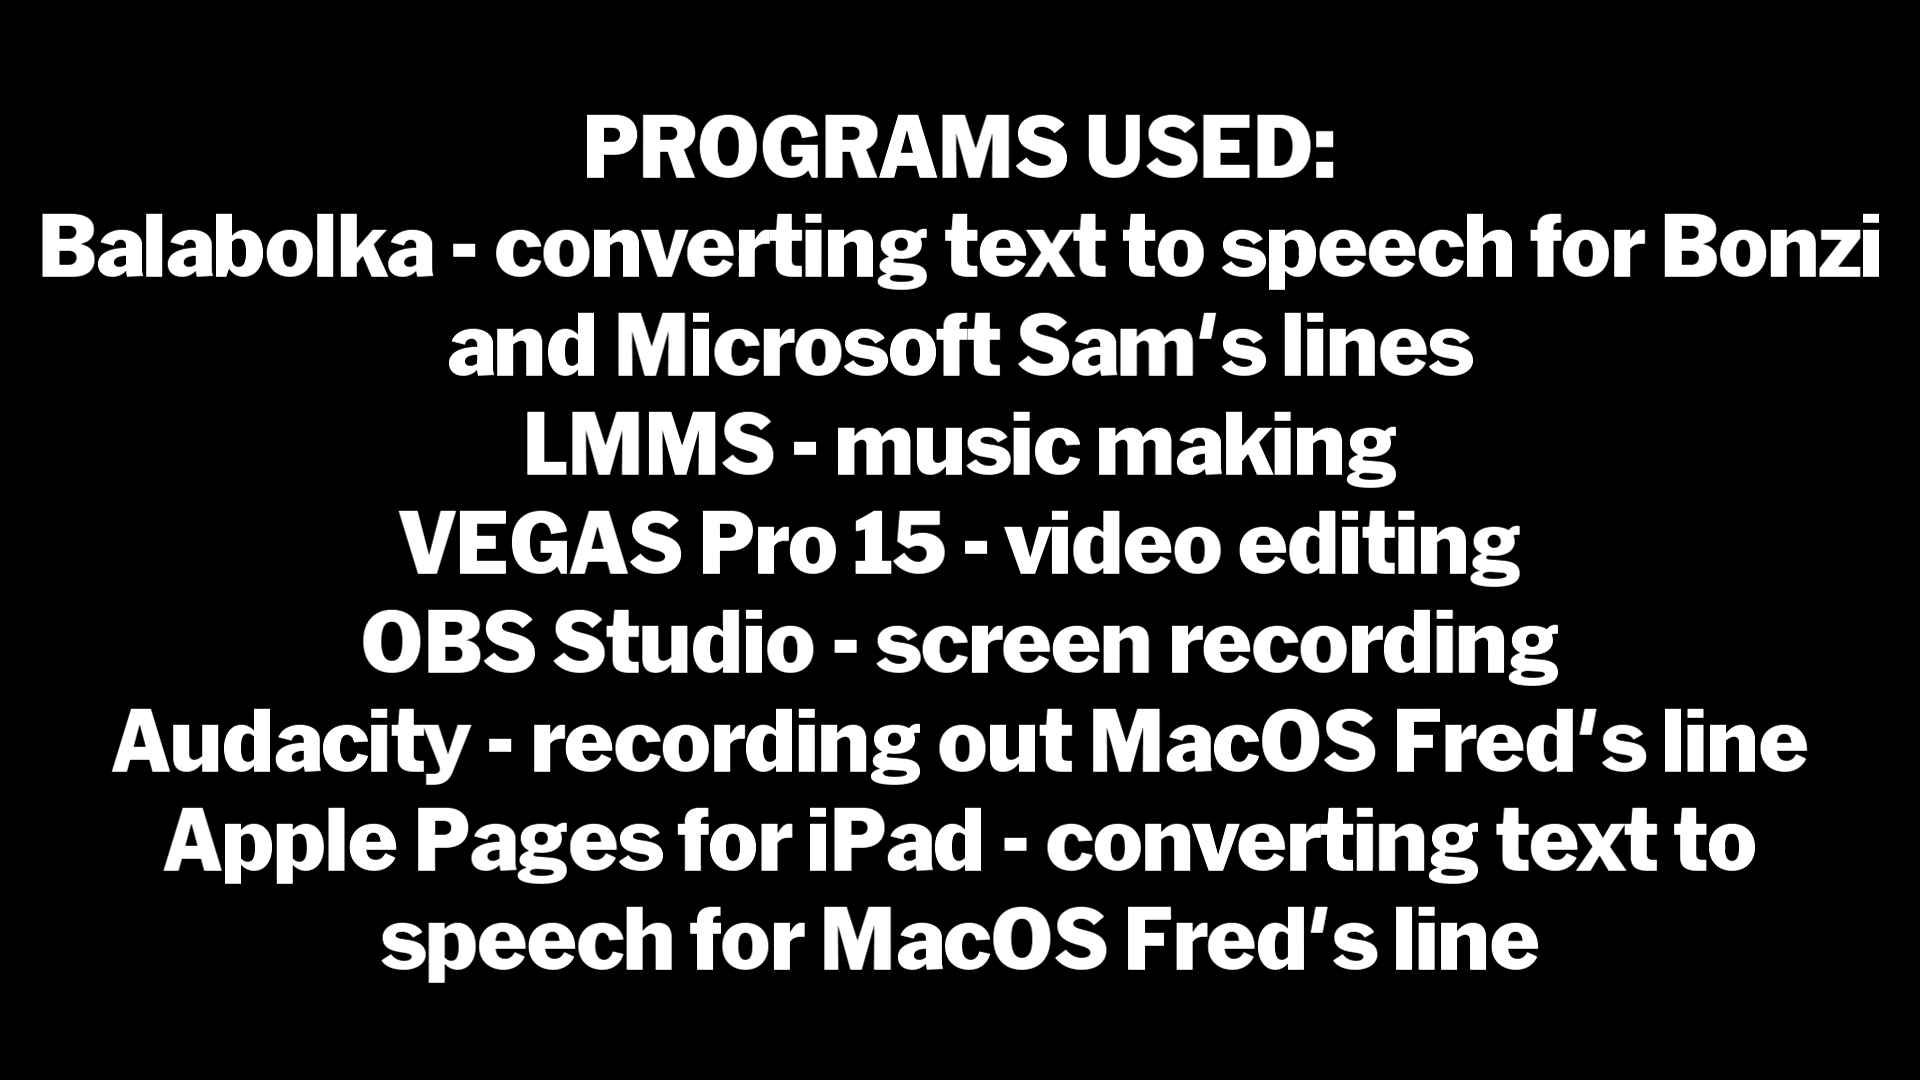 PROGRAMS USED:
Balabolka - converting text to speech for Bonzi
and Microsoft Sam's lines
LMMS - music making
VEGAS Pro 15 - video editing
OBS Studio - screen recording
Audacity - recording out MacOS Fred's line
Apple Pages for iPad - converting text to
speech for MacOS Fred's line